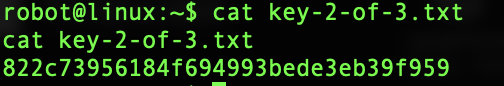 robot@linux:~$ cat key-2-of-3.txt
cat key-2-of-3.txt
822c73956184f694993bede3eb39f959